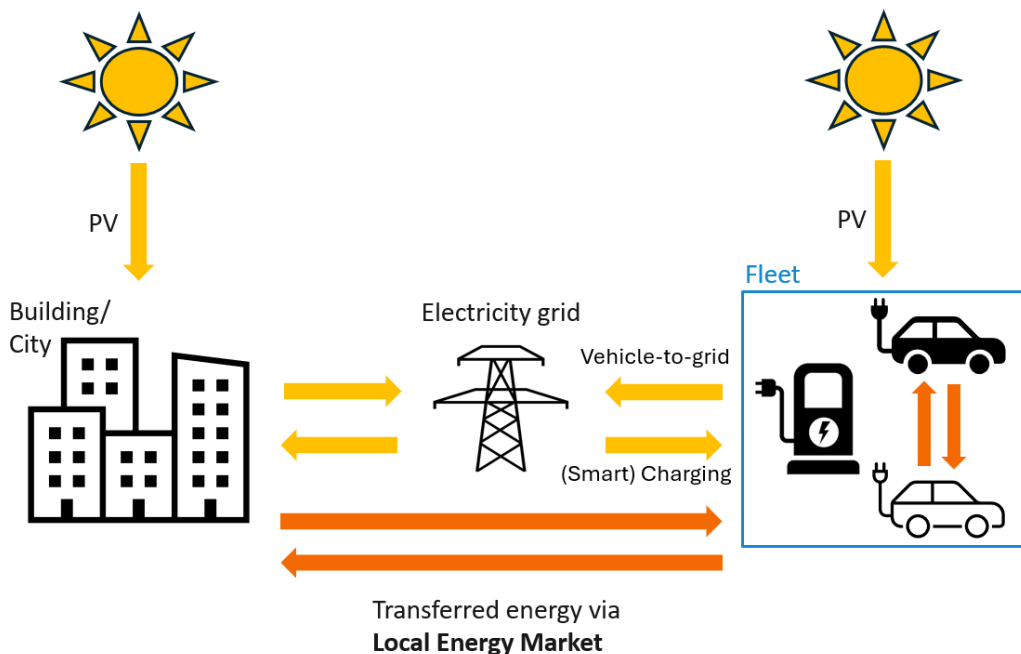 PV
PV
Fleet
Building/
City
Electricity grid
Vehicle-to-grid
(Smart) Charging
Transferred energy via
Local Energy Market